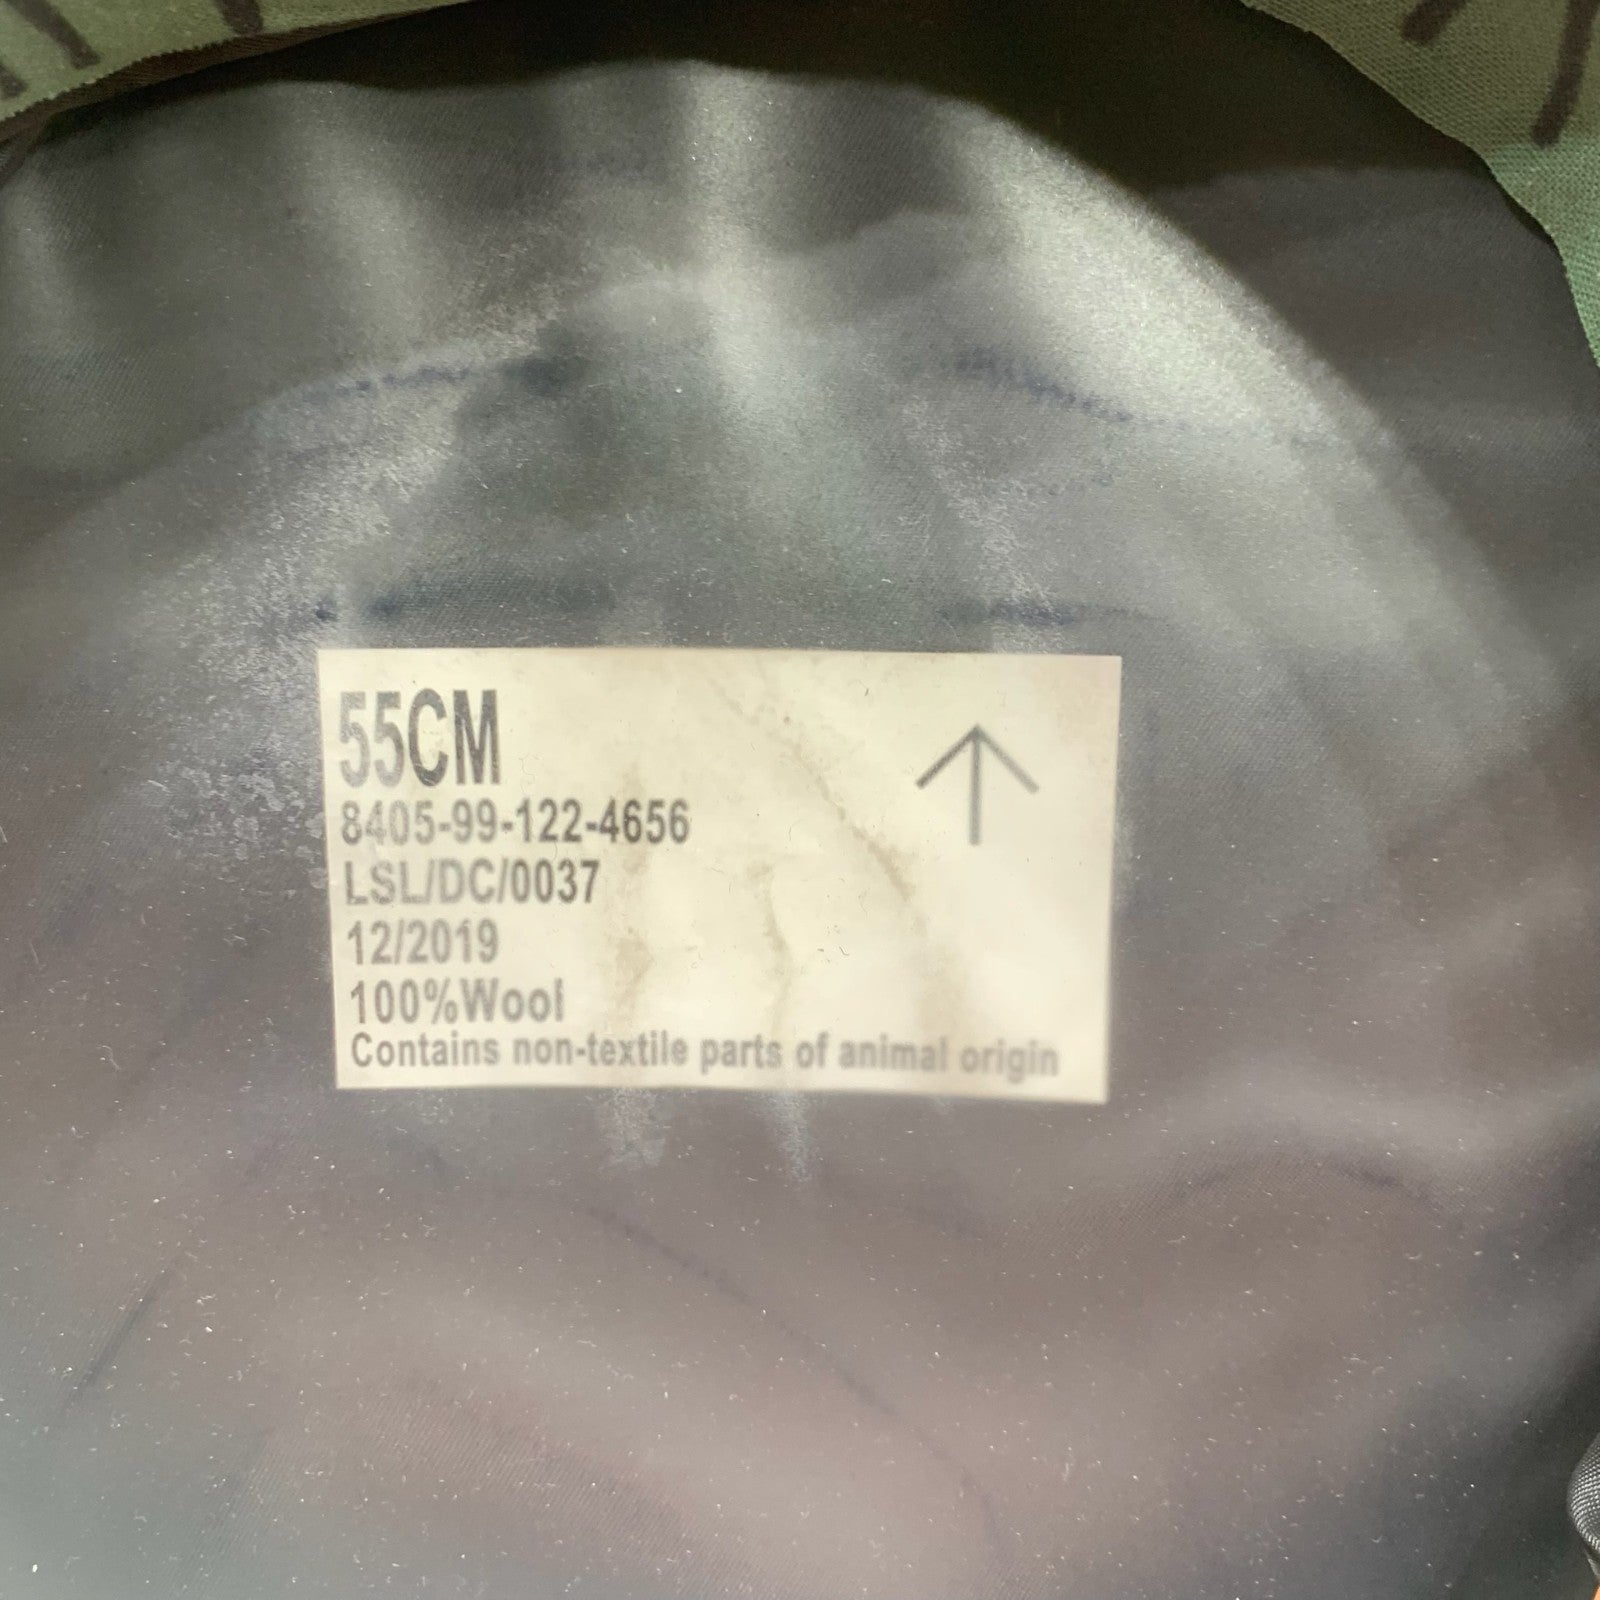 55CM
8405-99-122-4656
LSL/DC/0037
12/2019
100%Wool
Contains non-textile parts of animal origin